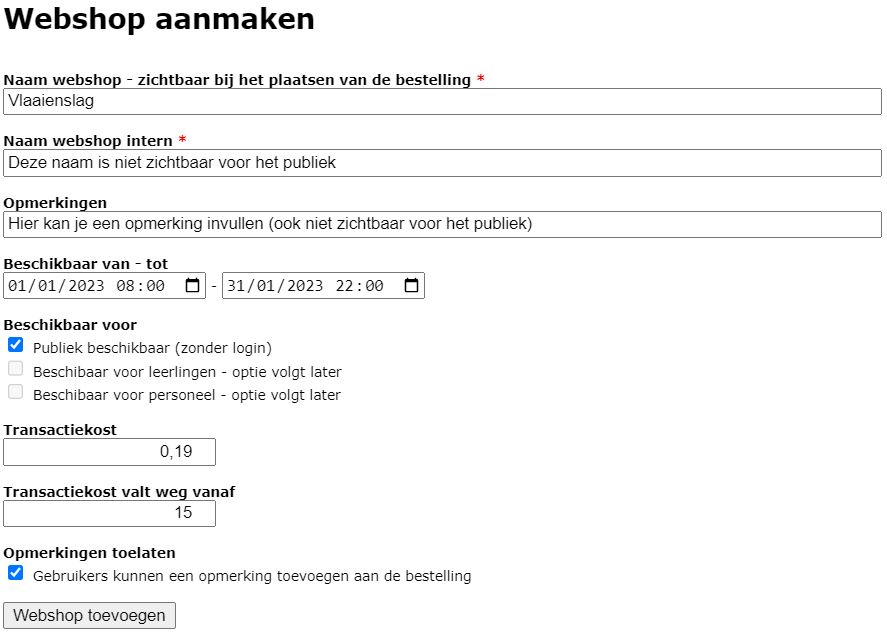 Webshop aanmaken
Naam webshop - zichtbaar bij het plaatsen van de bestelling *
Vlaaienslag
Naam webshop intern *
Deze naam is niet zichtbaar voor het publiek
Opmerkingen
Hier kan je een opmerking invullen (ook niet zichtbaar voor het publiek)
Beschikbaar van - tot
01/01/2023 08:00 - 31/01/2023 22:00
Beschikbaar voor
Publiek beschikbaar (zonder login)
Beschibaar voor leerlingen - optie volgt later
Beschibaar voor personeel - optie volgt later
Transactiekost
0,19
Transactiekost valt weg vanaf
15
Opmerkingen toelaten
Gebruikers kunnen een opmerking toevoegen aan de bestelling
Webshop toevoegen